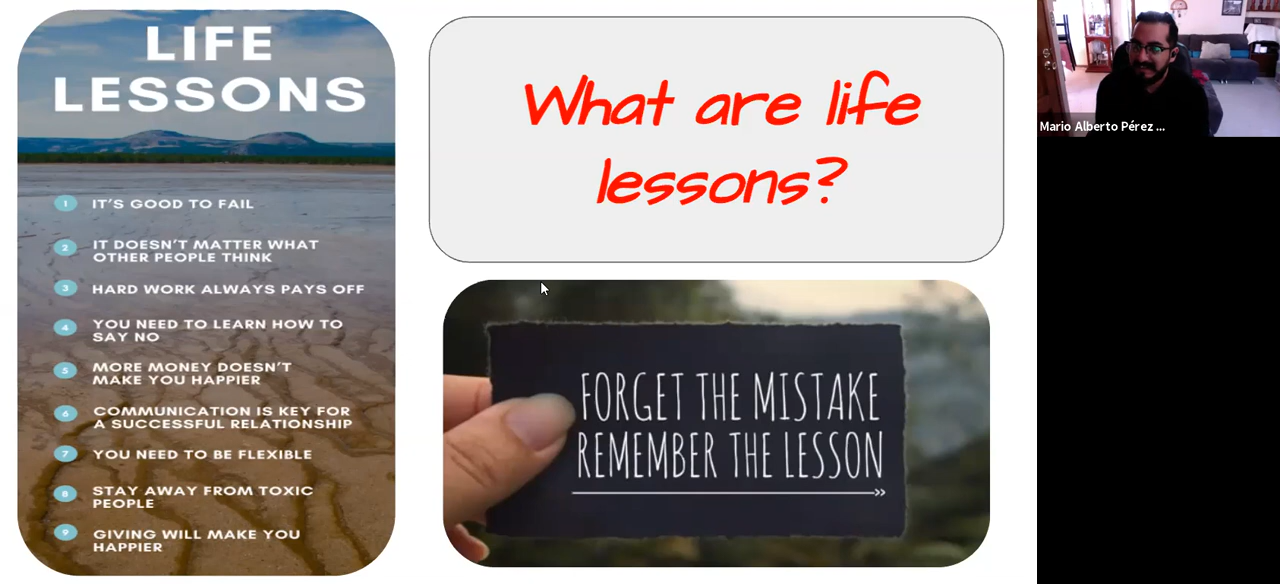 LIFE
LESSONS
1 IT'S GOOD TO FAIL
2 IT DOESN'T MATTER WHAT
OTHER PEOPLE THINK
3 HARD WORK ALWAYS PAYS OFF
4 YOU NEED TO LEARN HOW TO
SAY NO
5 MORE MONEY DOESN'T
MAKE YOU HAPPIER
6 COMMUNICATION IS KEY FOR
A SUCCESSFUL RELATIONSHIP
7 YOU NEED TO BE FLEXIBLE
8 STAY AWAY FROM TOXIC
PEOPLE
9 GIVING WILL MAKE YOU
HAPPIER
What are life
lessons?
FORGET THE MISTAKE
REMEMBER THE LESSON
Mario Alberto Pérez ...